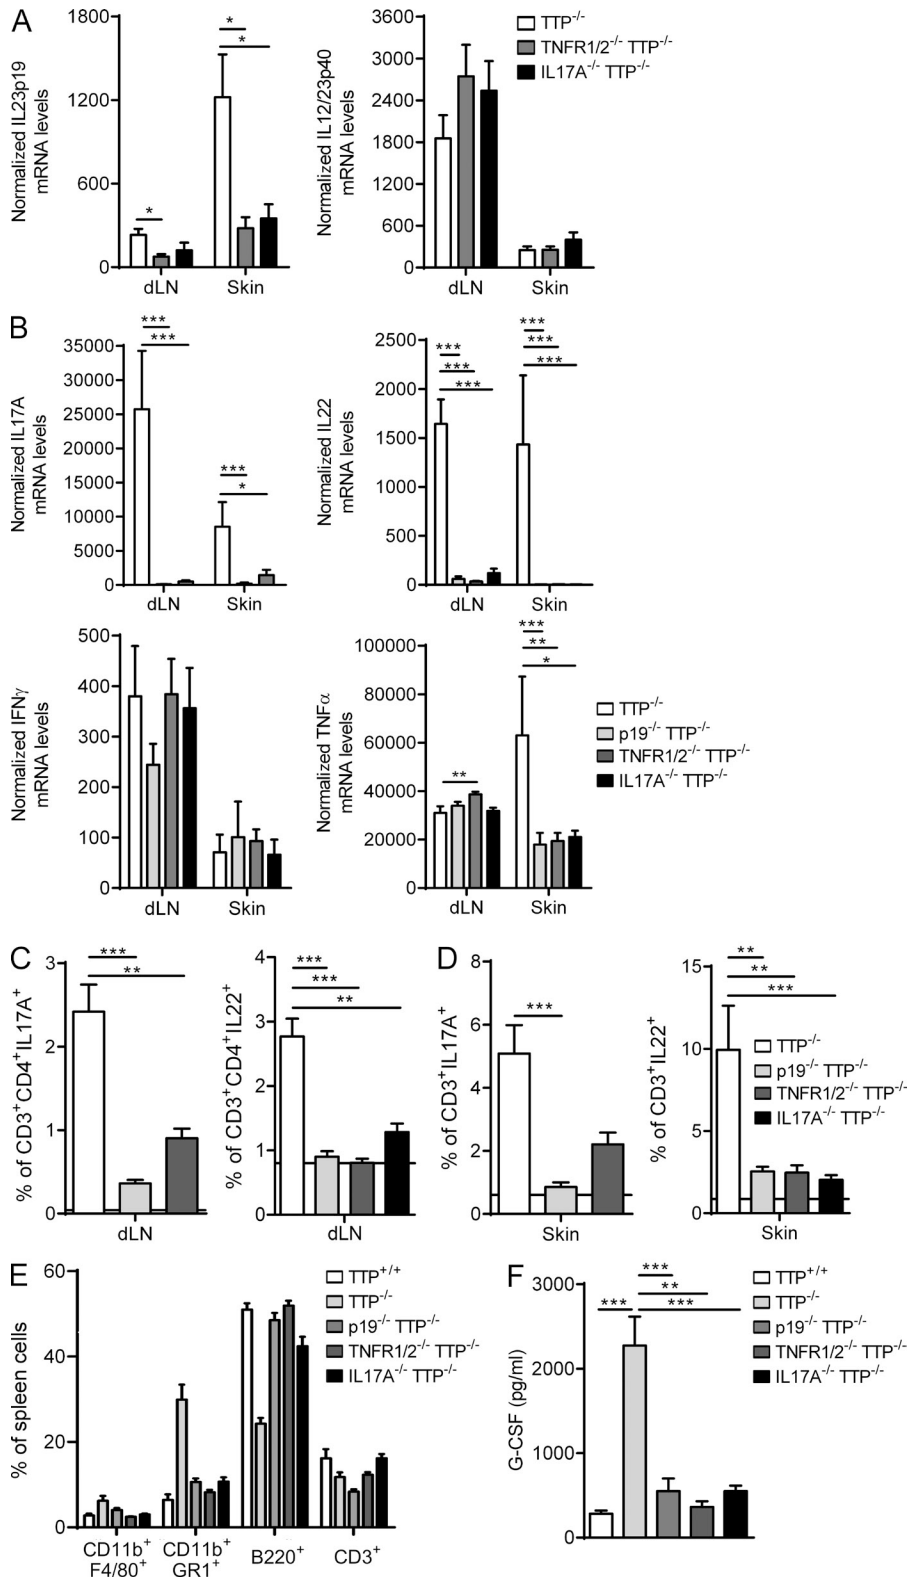 A
Normalized IL23p19
mRNA levels
1200
600
0
*
*
*
dLN
Skin
Normalized IL12/23p40
mRNA levels
3600
3000
2400
1800
1200
600
0
dLN
Skin
TTP-/-
TNFR1/2-/- TTP-/-
IL17A-/- TTP-/-
B
Normalized IL17A
mRNA levels
35000
30000
25000
20000
15000
10000
5000
0
***
***
***
*
dLN
Skin
Normalized IL22
mRNA levels
2500
2000
1500
1000
500
0
***
***
***
***
***
***
dLN
Skin
Normalized IFNγ
mRNA levels
500
400
300
200
100
0
dLN
Skin
Normalized TNFα
mRNA levels
100000
80000
60000
40000
20000
0
**
***
**
*
dLN
Skin
TTP-/-
p19-/- TTP-/-
TNFR1/2-/- TTP-/-
IL17A-/- TTP-/-
C
% of CD3+CD4+IL17A+
3
2
1
0
***
**
dLN
% of CD3+CD4+IL22+
4
3
2
1
0
***
***
**
dLN
D
% of CD3+IL17A+
8
6
4
2
0
***
Skin
% of CD3+IL22+
15
10
5
0
**
**
***
Skin
TTP-/-
p19-/- TTP-/-
TNFR1/2-/- TTP-/-
IL17A-/- TTP-/-
E
% of spleen cells
60
40
20
0
CD11b+
F4/80+
CD11b+
GR1+
B220+
CD3+
TTP+/+
TTP-/-
p19-/- TTP-/-
TNFR1/2-/- TTP-/-
IL17A-/- TTP-/-
F
G-CSF (pg/ml)
3000
2000
1000
0
***
***
**
***
TTP+/+
TTP-/-
p19-/- TTP-/-
TNFR1/2-/- TTP-/-
IL17A-/- TTP-/-